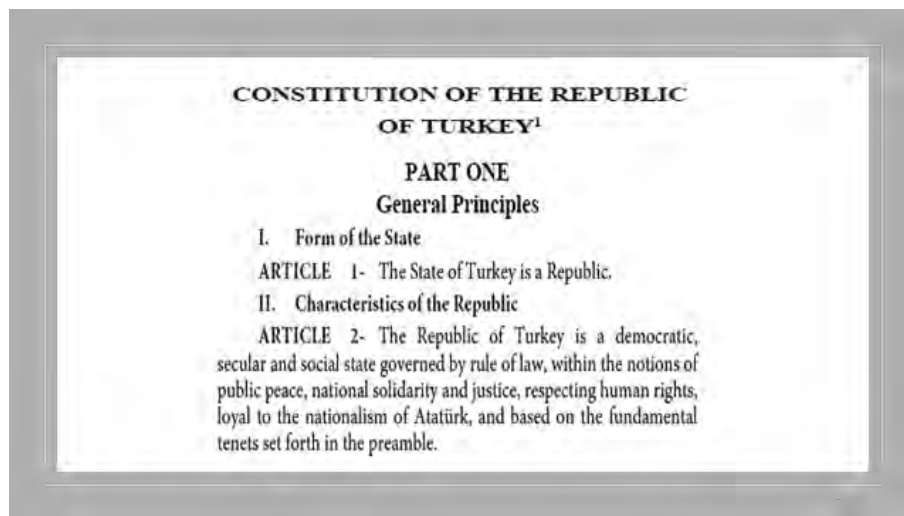 CONSTITUTION OF THE REPUBLIC
OF TURKEY¹
PART ONE
General Principles
I. Form of the State
ARTICLE 1- The State of Turkey is a Republic.
II. Characteristics of the Republic
ARTICLE 2- The Republic of Turkey is a democratic,
secular and social state governed by rule of law, within the notions of
public peace, national solidarity and justice, respecting human rights,
loyal to the nationalism of Atatürk, and based on the fundamental
tenets set forth in the preamble.